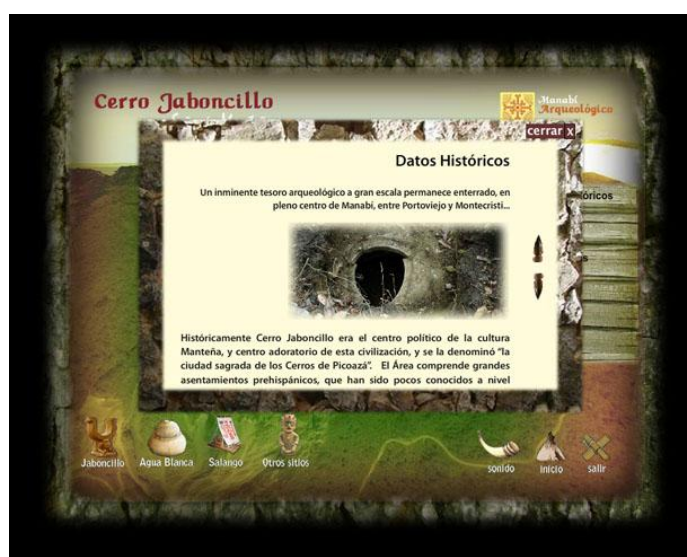 Cerro Jaboncillo
Manabí
Arqueológico
cerrar x
Datos Históricos
Un inminente tesoro arqueológico a gran escala permanece enterrado, en
pleno centro de Manabí, entre Portoviejo y Montecristi...
óricos
Históricamente Cerro Jaboncillo era el centro político de la cultura
Manteña, y centro adoratorio de esta civilización, y se la denominó "la
ciudad sagrada de los Cerros de Picoazá". El Área comprende grandes
asentamientos prehispánicos, que han sido pocos conocidos a nivel
Jaboncillo Agua Blanca Salango Otros sitios sonido inicio salir